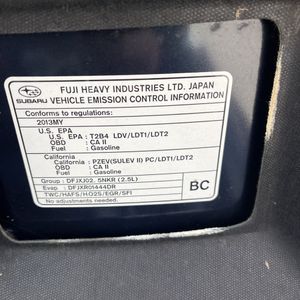 FUJI HEAVY INDUSTRIES LTD. JAPAN
SUBARU VEHICLE EMISSION CONTROL INFORMATION
Conforms to regulations:
2013MY
U.S. EPA
U.S. EPA : T2B4 LDV/LDT1/LDT2
OBD : CA II
Fuel : Gasoline
California
California : PZEV(SULEV II) PC/LDT1/LDT2
OBD : CA II
Fuel : Gasoline
Group : DFJXJ02. 5NKR (2.5L)
Evap : DFJXR01444DR
TWC/HAFS/HO2S/EGR/SFI
No adjustments needed.
BC